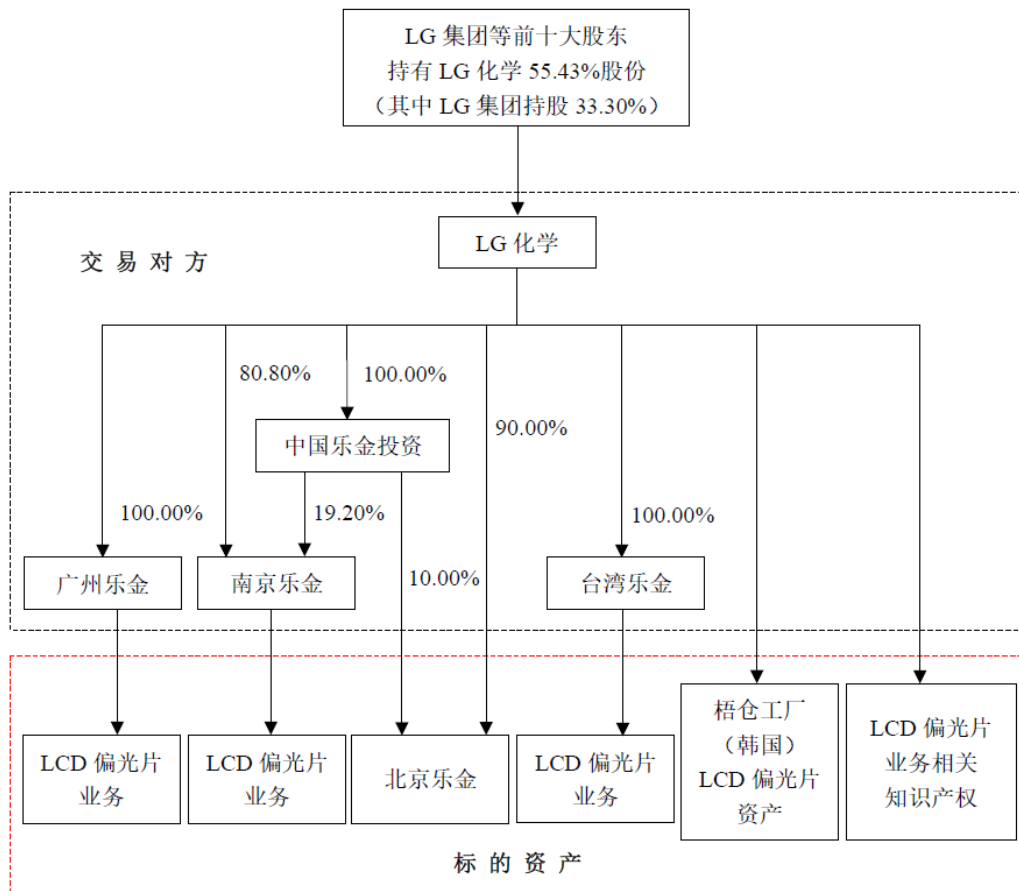 LG 集团等前十大股东
持有 LG 化学 55.43%股份
（其中 LG 集团持股 33.30%）
LG 化学
交 易 对 方
80.80%
100.00%
90.00%
中国乐金投资
100.00%
19.20%
100.00%
10.00%
广州乐金
南京乐金
台湾乐金
LCD 偏光片
业务
LCD 偏光片
业务
北京乐金
LCD 偏光片
业务
梧仓工厂
（韩国）
LCD 偏光片
资产
LCD 偏光片
业务相关
知识产权
标 的 资 产